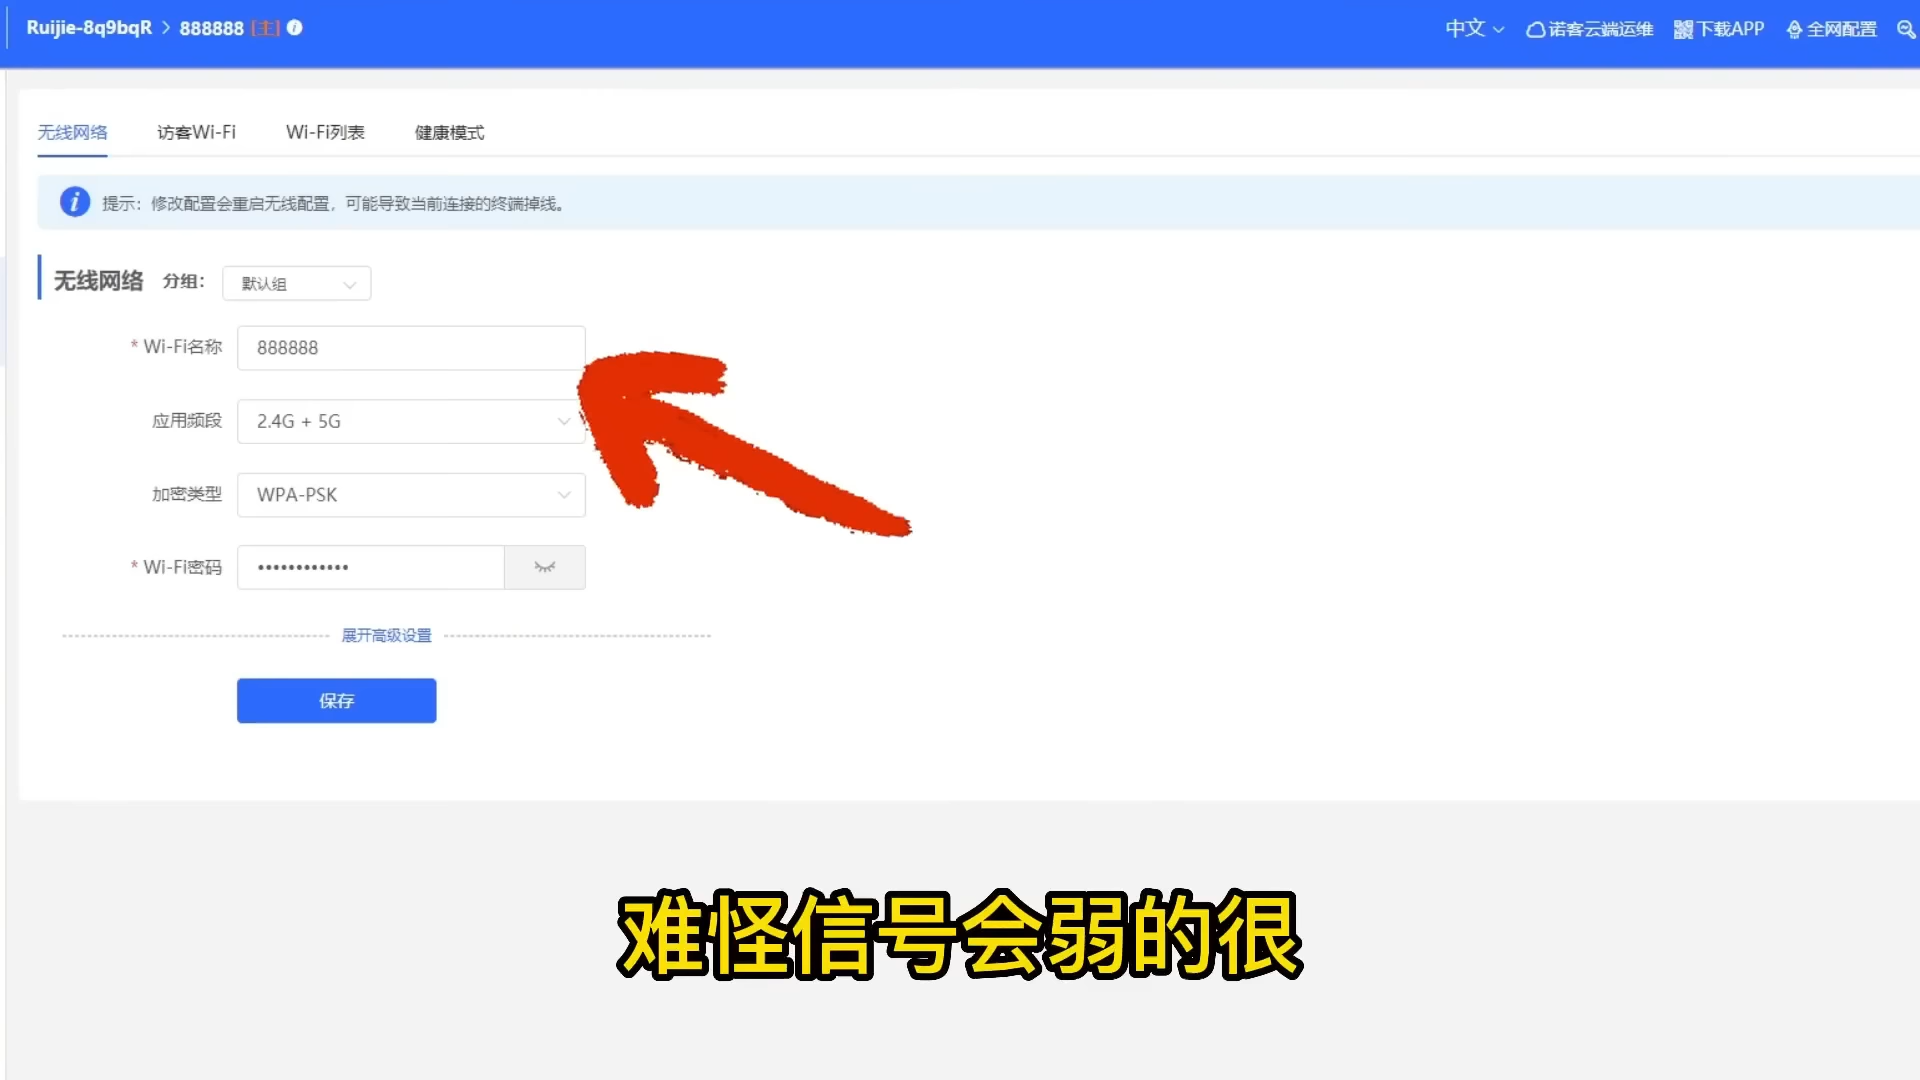 Ruijie-8q9bqR > 888888 [主]
中文 诺客云端运维 下载APP 全网配置
无线网络 访客Wi-Fi Wi-Fi列表 健康模式
提示：修改配置会重启无线配置，可能导致当前连接的终端掉线。
无线网络 分组： 默认组
* Wi-Fi名称 888888
应用频段 2.4G + 5G
加密类型 WPA-PSK
* Wi-Fi密码 ••••••••••••
展开高级设置
保存
难怪信号会弱的很